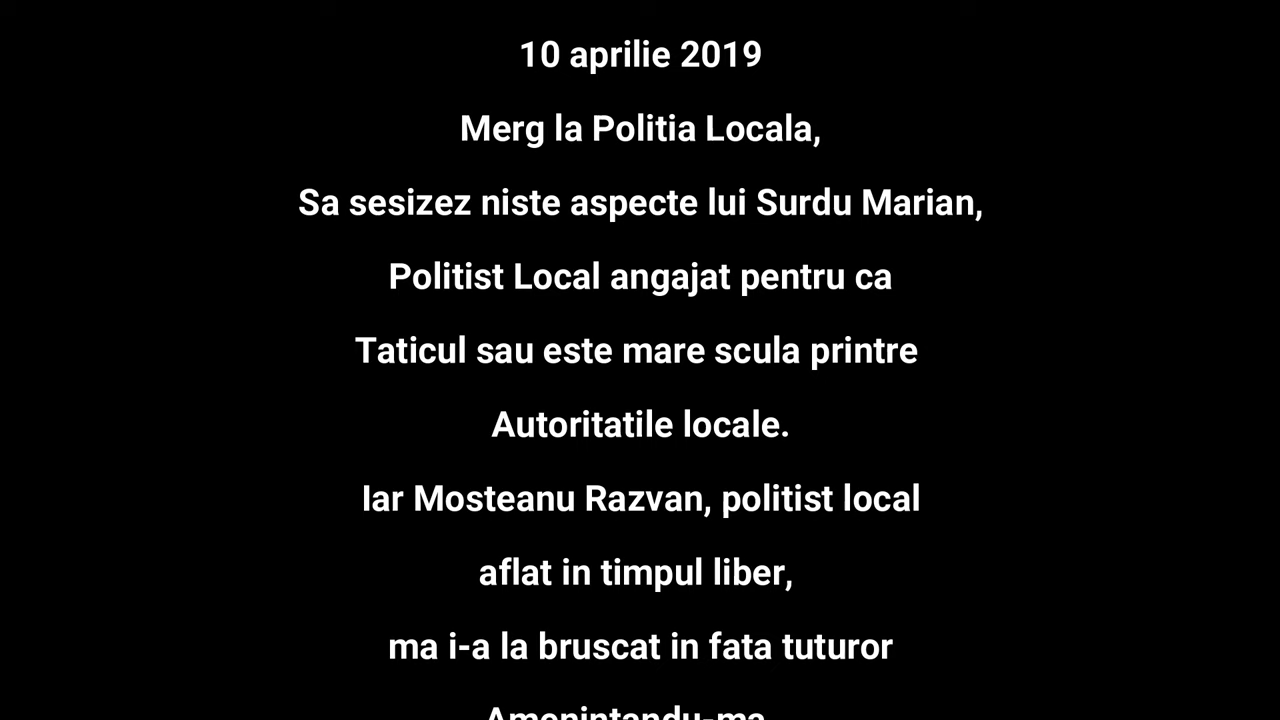 10 aprilie 2019
Merg la Politia Locala,
Sa sesizez niste aspecte lui Surdu Marian,
Politist Local angajat pentru ca
Taticul sau este mare scula printre
Autoritatile locale.
Iar Mosteanu Razvan, politist local
aflat in timpul liber,
ma i-a la bruscat in fata tuturor
Amenintandu-ma